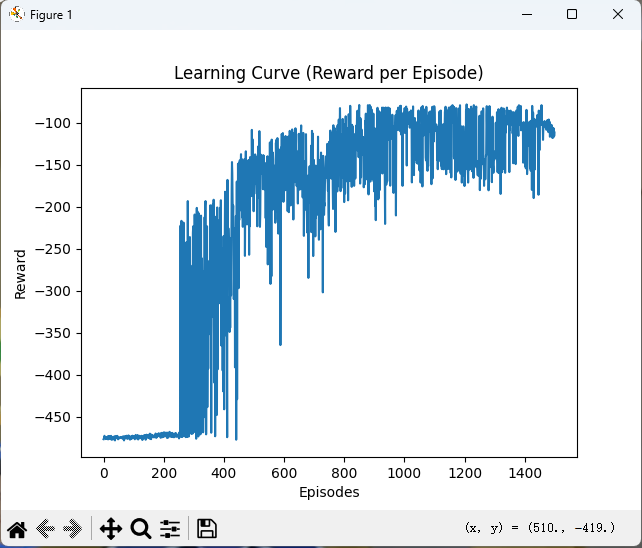 Figure 1
Learning Curve (Reward per Episode)
−100
−150
−200
−250
−300
−350
−400
−450
Reward
0 200 400 600 800 1000 1200 1400
Episodes
(x, y) = (510., −419.)